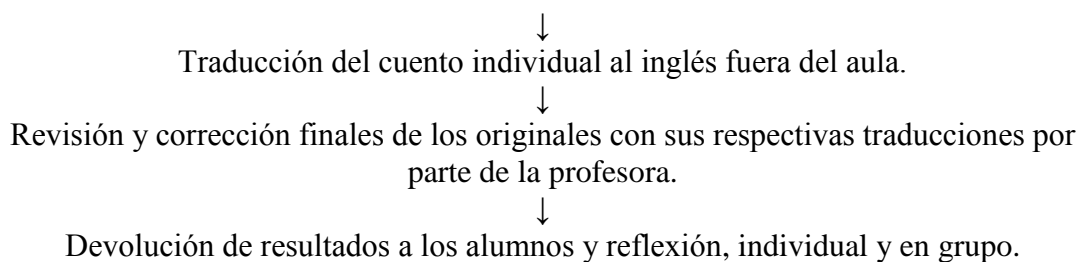 ↓
Traducción del cuento individual al inglés fuera del aula.
↓
Revisión y corrección finales de los originales con sus respectivas traducciones por
parte de la profesora.
↓
Devolución de resultados a los alumnos y reflexión, individual y en grupo.